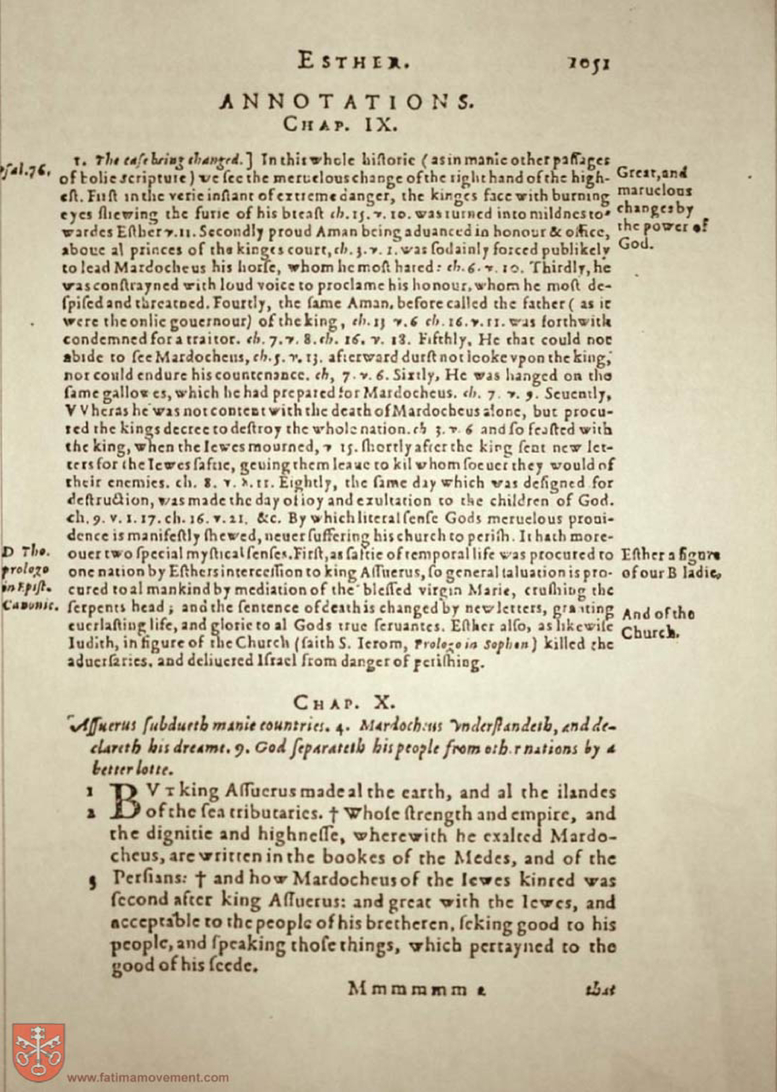 ESTHER. 1051
ANNOTATIONS.
CHAP. IX.
Psal.76.
1. The case being changed.] In this whole historie (as in manie other passages
of holie scripture) we see the meruelous change of the right hand of the high-
est. First in the verie instant of extreme danger, the kinges face with burning
eyes shewing the furie of his breast ch. 15. v. 10. was turned into mildnes to-
wardes Esther v.11. Secondly proud Aman being aduanced in honour & office,
aboue al princes of the kinges court, ch. 3. v. 1. was sodainly forced publikely
to lead Mardocheus his horse, whom he most hated: ch. 6. v. 10. Thirdly, he
was constrayned with loud voice to proclame his honour, whom he most de-
spised and threatned. Fourtly, the same Aman, before called the father (as it
were the onlie gouernour) of the king, ch. 13 v. 6 ch. 16. v. 11. was forthwith
condemned for a traitor. ch. 7. v. 8. ch. 16. v. 18. Fifthly, He that could not
abide to see Mardocheus, ch. 5. v. 13. afterward durst not looke vpon the king,
nor could endure his countenance. ch, 7. v. 6. Sixtly, He was hanged on the
same gallowes, which he had prepared for Mardocheus. ch. 7. v. 9. Seuently,
VVheras he was not content with the death of Mardocheus alone, but procu-
red the kings decree to destroy the whole nation. ch 3. v. 6 and so feasted with
the king, when the Iewes mourned, v 15. shortly after the king sent new let-
ters for the Iewes saftie, geuing them leaue to kil whom soeuer they would of
their enemies. ch. 8. v. 11. Eightly, the same day which was designed for
destruction, was made the day of ioy and exultation to the children of God.
ch. 9. v. 1. 17. ch. 16. v. 21. &c. By which literal sense Gods meruelous proui-
dence is manifestly shewed, neuer suffering his church to perish. It hath more-
ouer two special mystical senses. First, as saftie of temporal life was procured to
one nation by Esthers intercession to king Assuerus, so general saluation is pro-
cured to al mankind by mediation of the blessed virgin Marie, crushing the
serpents head; and the sentence of death is changed by new letters, granting
euerlasting life, and glorie to al Gods true seruantes. Esther also, as likewise
Iudith, in figure of the Church (saith S. Ierom, Prologo in Sophon) killed the
aduersaries, and deliuered Israel from danger of perishing.
Great, and
maruelous
changes by
the power of
God.
D Tho.
prologo
in Epist.
Canonic.
Esther a figure
of our B ladie,
And of the
Church.
CHAP. X.
Assuerus subdueth manie countries. 4. Mardocheus vnderstandeth, and de-
clareth his dreame. 9. God separateth his people from other nations by a
better lotte.
1 BVT king Assuerus made al the earth, and al the ilandes
2 of the sea tributaries. † Whose strength and empire, and
the dignitie and highnesse, wherewith he exalted Mardo-
cheus, are written in the bookes of the Medes, and of the
3 Persians: † and how Mardocheus of the Iewes kinred was
second after king Assuerus: and great with the Iewes, and
acceptable to the people of his bretheren, seking good to his
people, and speaking those things, which pertayned to the
good of his seede.
Mmmmmm 2 that
www.fatimamovement.com